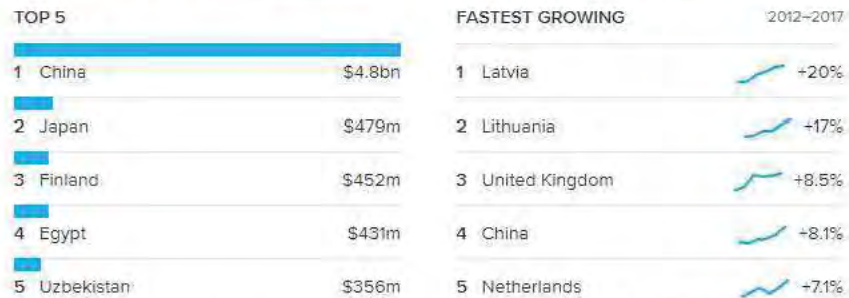 TOP 5
1 China $4.8bn
2 Japan $479m
3 Finland $452m
4 Egypt $431m
5 Uzbekistan $356m
FASTEST GROWING 2012–2017
1 Latvia +20%
2 Lithuania +17%
3 United Kingdom +8.5%
4 China +8.1%
5 Netherlands +7.1%